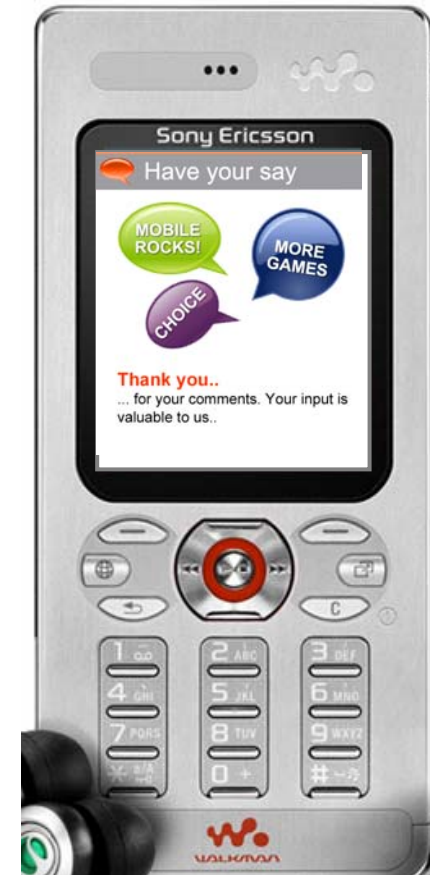 Sony Ericsson
Have your say
MOBILE
ROCKS!
MORE
GAMES
CHOICE
Thank you..
... for your comments. Your input is
valuable to us..
C
1
2 ABC
3 DEF
4 GHI
5 JKL
6 MNO
7 PQRS
8 TUV
9 WXYZ
* a/A
0 +
#
WALKMAN